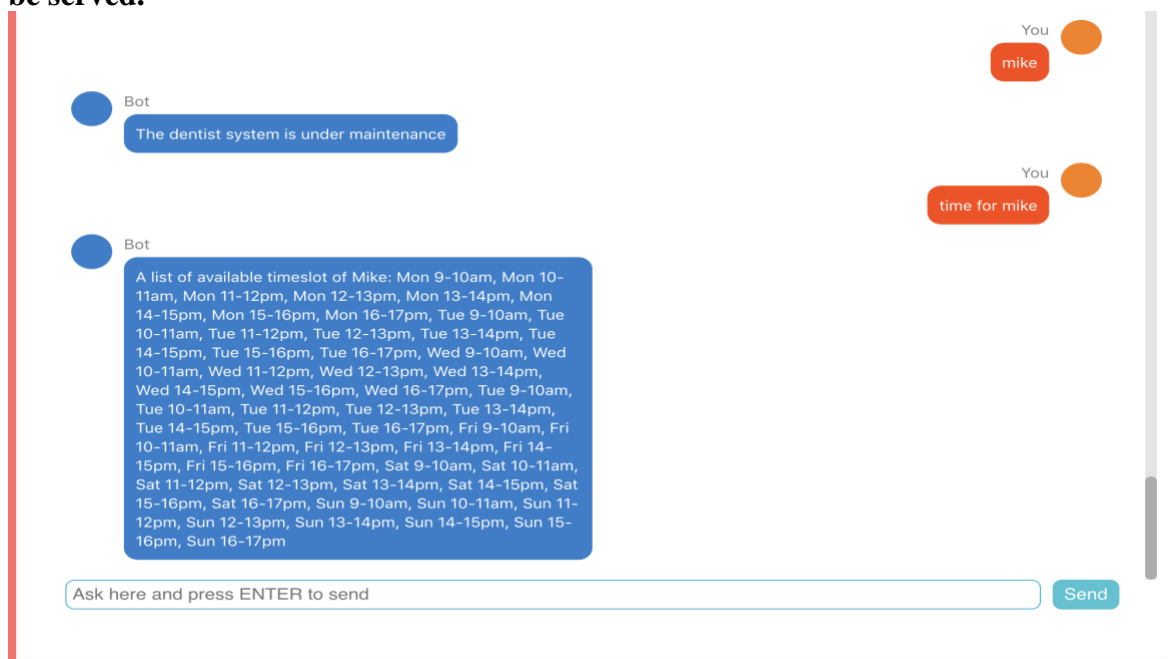 be served.
You
mike
Bot
The dentist system is under maintenance
You
time for mike
Bot
A list of available timeslot of Mike: Mon 9-10am, Mon 10-
11am, Mon 11-12pm, Mon 12-13pm, Mon 13-14pm, Mon
14-15pm, Mon 15-16pm, Mon 16-17pm, Tue 9-10am, Tue
10-11am, Tue 11-12pm, Tue 12-13pm, Tue 13-14pm, Tue
14-15pm, Tue 15-16pm, Tue 16-17pm, Wed 9-10am, Wed
10-11am, Wed 11-12pm, Wed 12-13pm, Wed 13-14pm,
Wed 14-15pm, Wed 15-16pm, Wed 16-17pm, Tue 9-10am,
Tue 10-11am, Tue 11-12pm, Tue 12-13pm, Tue 13-14pm,
Tue 14-15pm, Tue 15-16pm, Tue 16-17pm, Fri 9-10am, Fri
10-11am, Fri 11-12pm, Fri 12-13pm, Fri 13-14pm, Fri 14-
15pm, Fri 15-16pm, Fri 16-17pm, Sat 9-10am, Sat 10-11am,
Sat 11-12pm, Sat 12-13pm, Sat 13-14pm, Sat 14-15pm, Sat
15-16pm, Sat 16-17pm, Sun 9-10am, Sun 10-11am, Sun 11-
12pm, Sun 12-13pm, Sun 13-14pm, Sun 14-15pm, Sun 15-
16pm, Sun 16-17pm
Ask here and press ENTER to send
Send